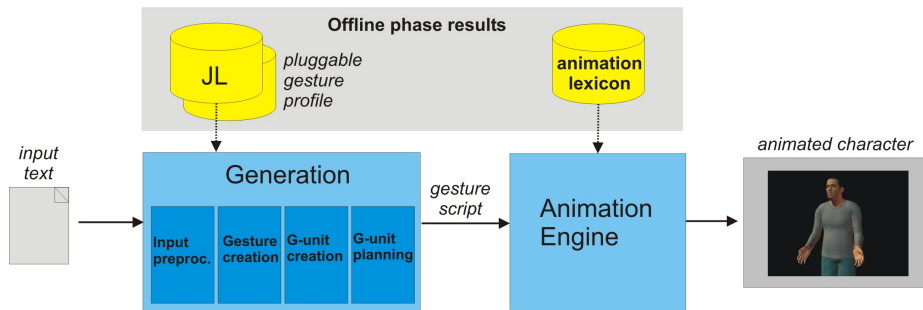 Offline phase results
JL
pluggable
gesture
profile
animation
lexicon
input
text
Generation
Input
preproc.
Gesture
creation
G-unit
creation
G-unit
planning
gesture
script
Animation
Engine
animated character